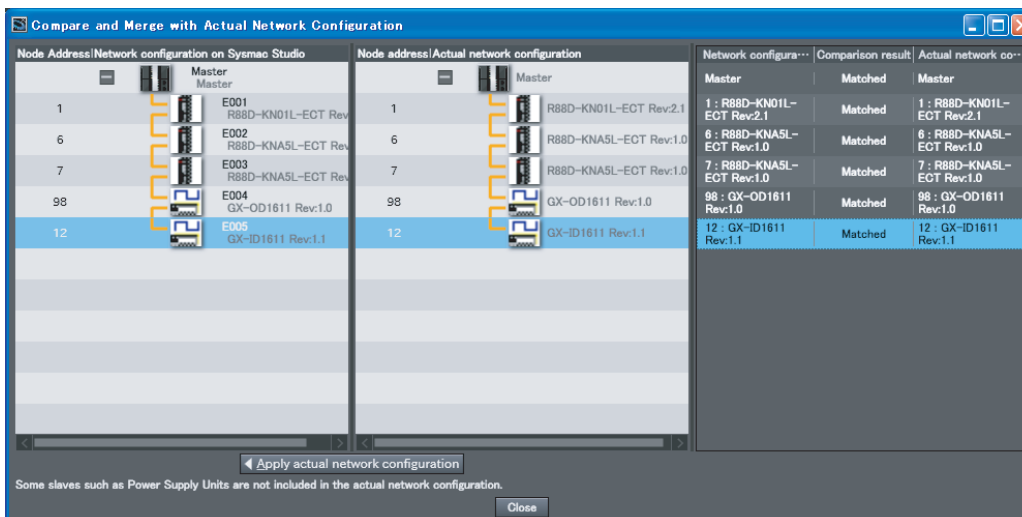 Compare and Merge with Actual Network Configuration
Node Address|Network configuration on Sysmac Studio
Master
Master
1
E001
R88D-KN01L-ECT Rev
6
E002
R88D-KNA5L-ECT Rev
7
E003
R88D-KNA5L-ECT Rev
98
E004
GX-OD1611 Rev:1.0
12
E005
GX-ID1611 Rev:1.1
Node address|Actual network configuration
Master
1
R88D-KN01L-ECT Rev:2.1
6
R88D-KNA5L-ECT Rev:1.0
7
R88D-KNA5L-ECT Rev:1.0
98
GX-OD1611 Rev:1.0
12
GX-ID1611 Rev:1.1
Network configura··· Comparison result Actual network co···
Master Matched Master
1 : R88D-KN01L-
ECT Rev:2.1
Matched
1 : R88D-KN01L-
ECT Rev:2.1
6 : R88D-KNA5L-
ECT Rev:1.0
Matched
6 : R88D-KNA5L-
ECT Rev:1.0
7 : R88D-KNA5L-
ECT Rev:1.0
Matched
7 : R88D-KNA5L-
ECT Rev:1.0
98 : GX-OD1611
Rev:1.0
Matched
98 : GX-OD1611
Rev:1.0
12 : GX-ID1611
Rev:1.1
Matched
12 : GX-ID1611
Rev:1.1
Apply actual network configuration
Some slaves such as Power Supply Units are not included in the actual network configuration.
Close